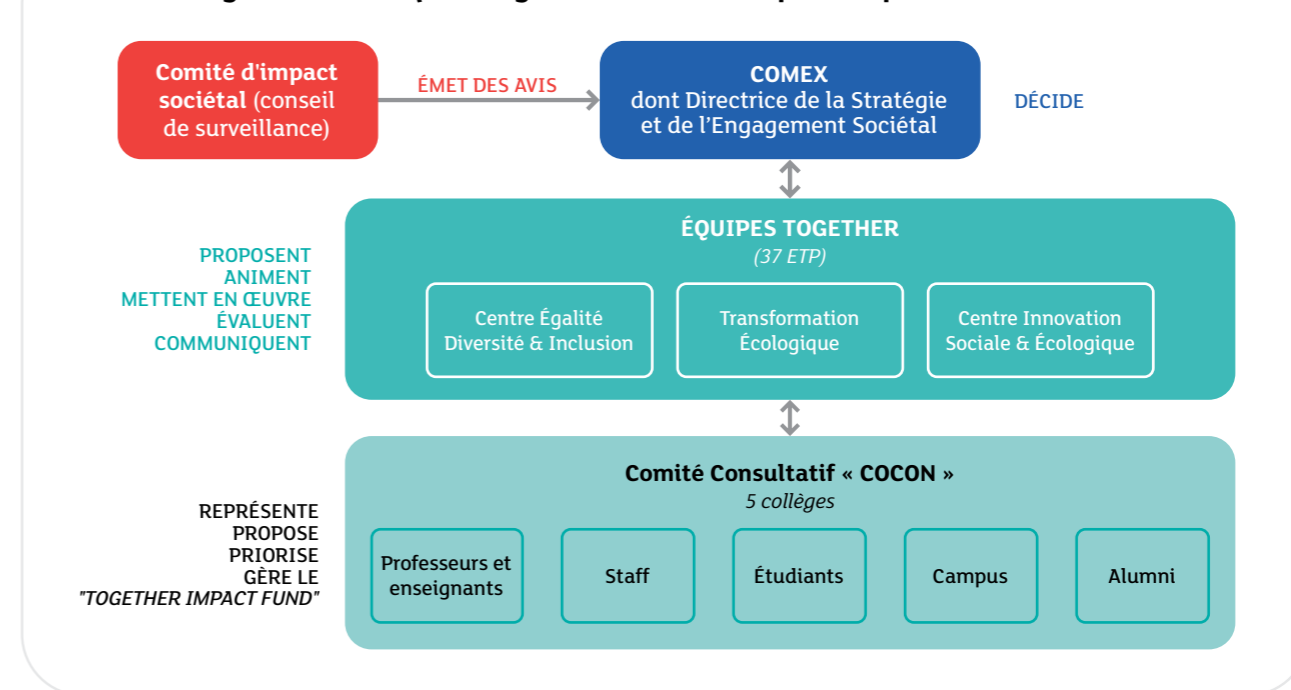 Comité d'impact
sociétal (conseil
de surveillance)
ÉMET DES AVIS
COMEX
dont Directrice de la Stratégie
et de l'Engagement Sociétal
DÉCIDE
PROPOSENT
ANIMENT
METTENT EN ŒUVRE
ÉVALUENT
COMMUNIQUENT
ÉQUIPES TOGETHER
(37 ETP)
Centre Égalité
Diversité & Inclusion
Transformation
Écologique
Centre Innovation
Sociale & Écologique
REPRÉSENTE
PROPOSE
PRIORISE
GÈRE LE
"TOGETHER IMPACT FUND"
Comité Consultatif « COCON »
5 collèges
Professeurs et
enseignants
Staff
Étudiants
Campus
Alumni